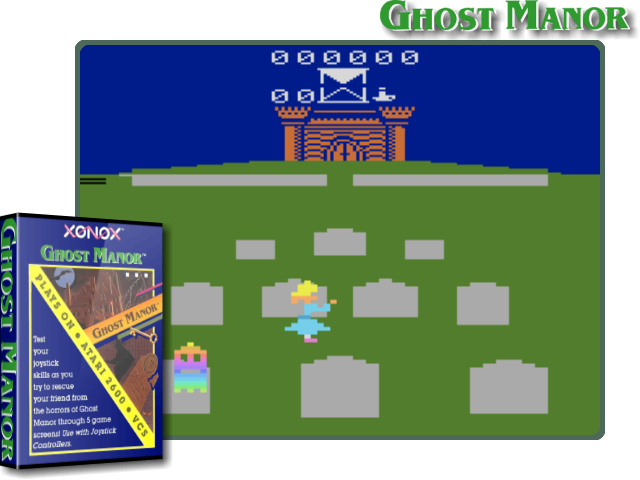 GHOST MANOR
000000
00
XONOX™
GHOST MANOR™
PLAYS ON • ATARI 2600 • VCS
GHOST MANOR
Test
your
joystick
skills as you
try to rescue
your friend from
the horrors of Ghost
Manor through 5 game
screens! Use with Joystick
Controllers.
GHOST MANOR